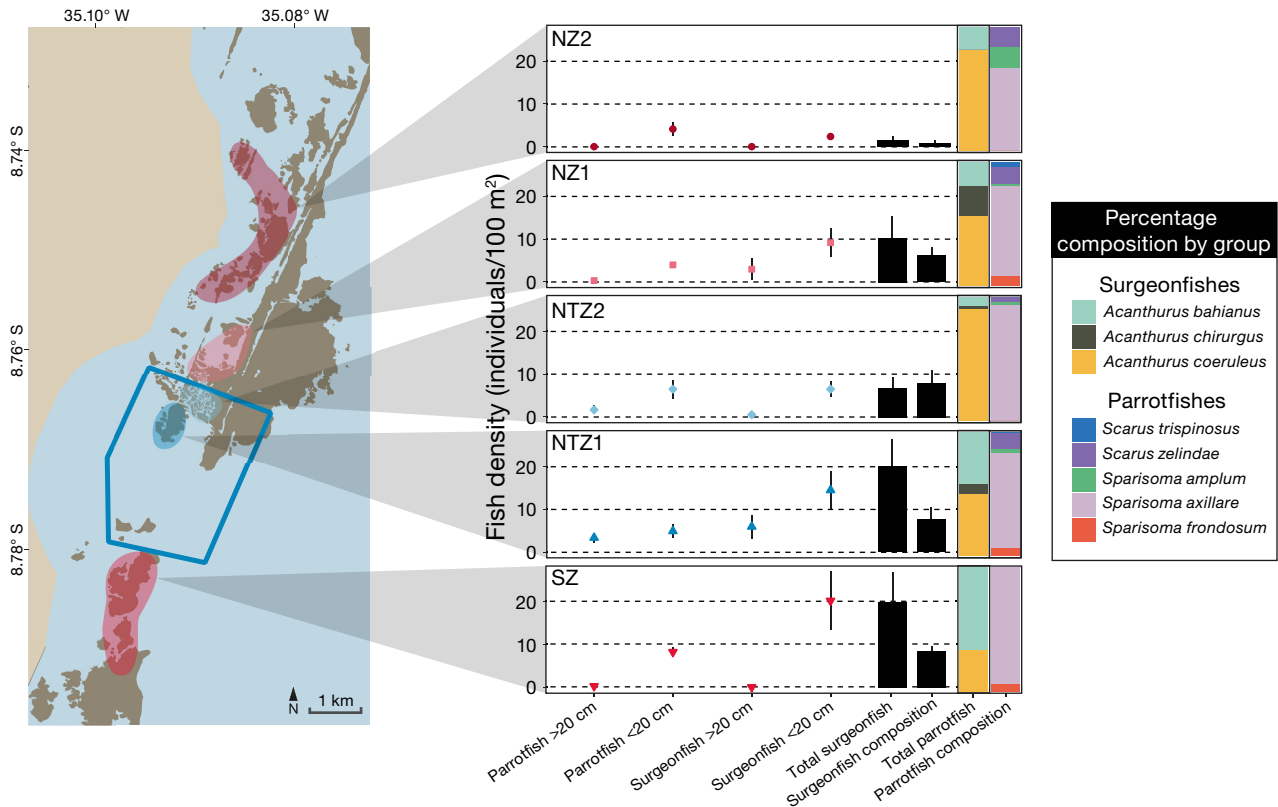 35.10° W
35.08° W
8.74° S
8.76° S
8.78° S
N
1 km
Fish density (individuals/100 m²)
NZ2
20
10
0
NZ1
20
10
0
NTZ2
20
10
0
NTZ1
20
10
0
SZ
20
10
0
Parrotfish >20 cm
Parrotfish <20 cm
Surgeonfish >20 cm
Surgeonfish <20 cm
Total surgeonfish
Surgeonfish composition
Total parrotfish
Parrotfish composition
Percentage
composition by group
Surgeonfishes
Acanthurus bahianus
Acanthurus chirurgus
Acanthurus coeruleus
Parrotfishes
Scarus trispinosus
Scarus zelindae
Sparisoma amplum
Sparisoma axillare
Sparisoma frondosum